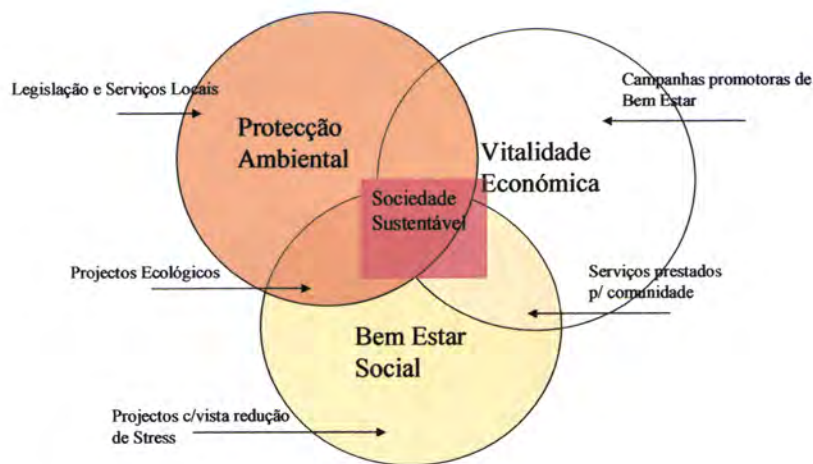 Legislação e Serviços Locais
Campanhas promotoras de
Bem Estar
Protecção
Ambiental
Vitalidade
Económica
Sociedade
Sustentável
Projectos Ecológicos
Serviços prestados
p/ comunidade
Bem Estar
Social
Projectos c/vista redução
de Stress